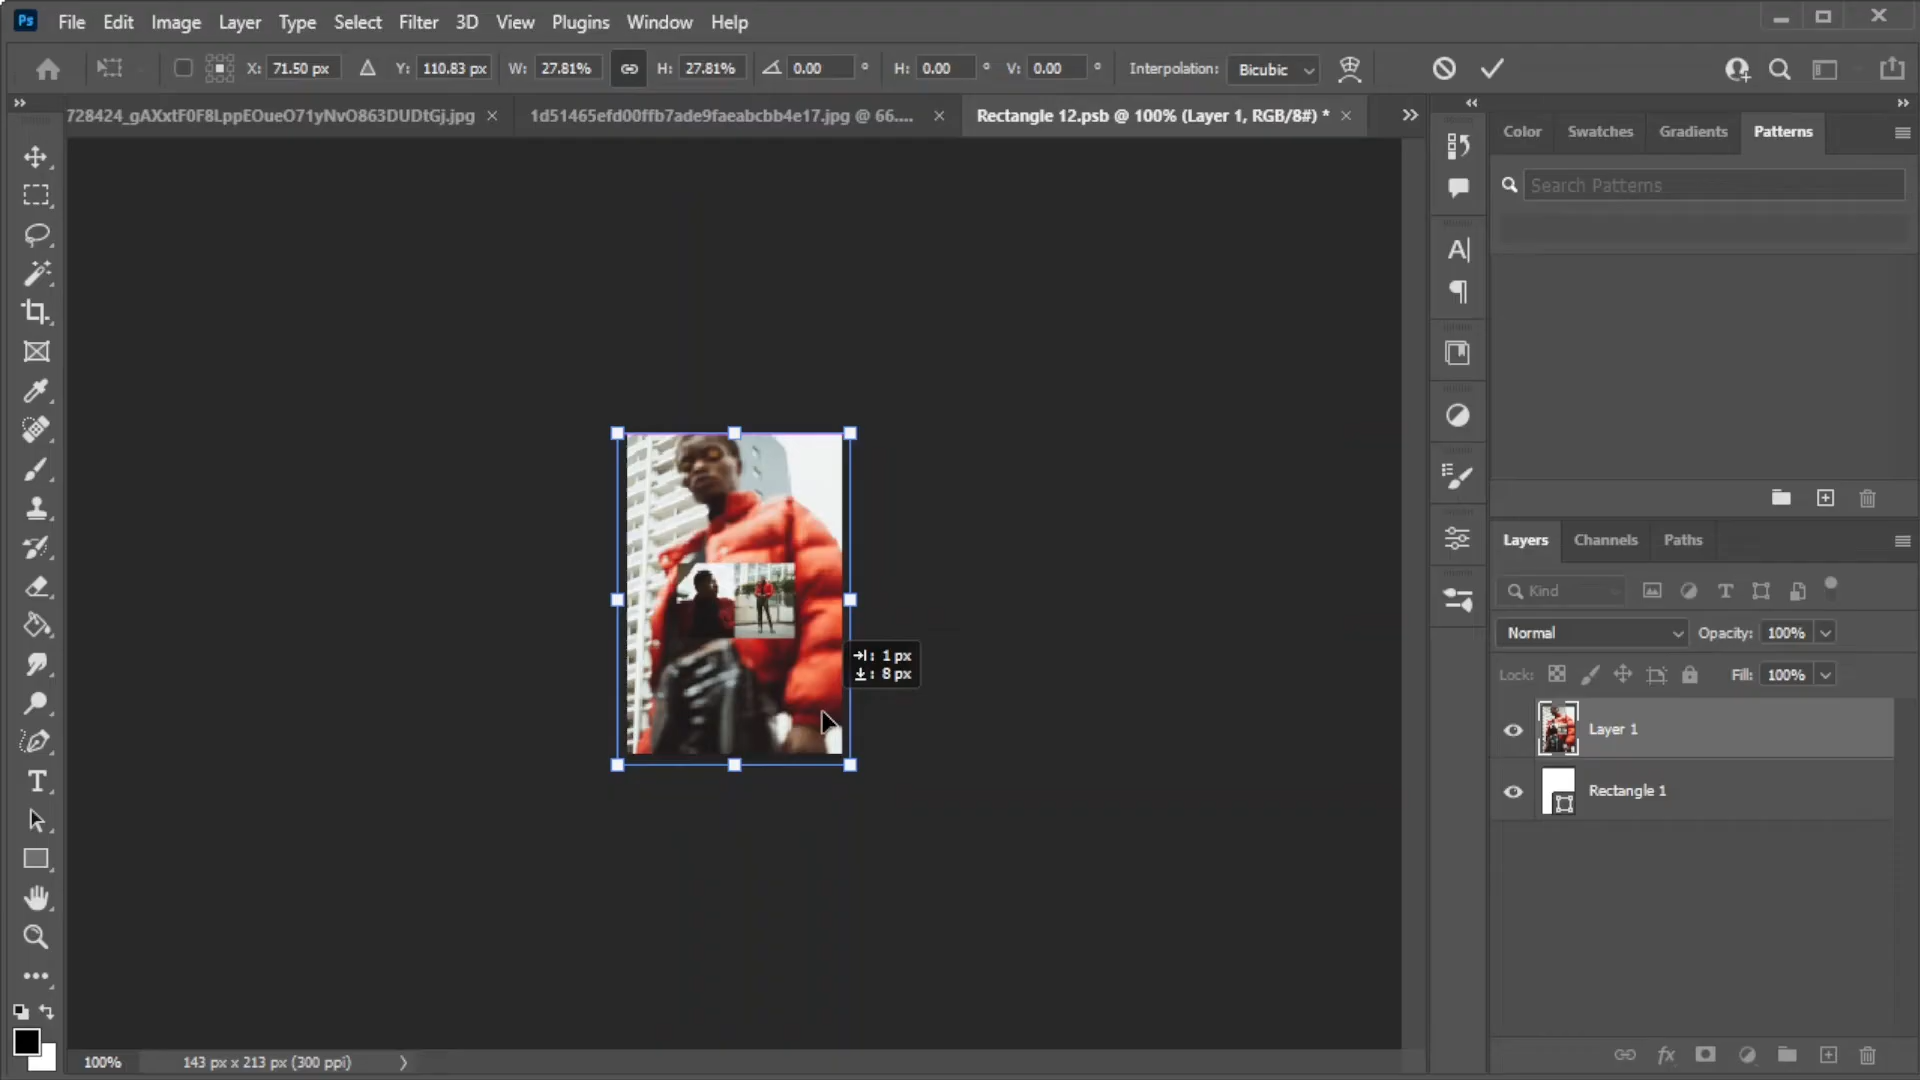 Ps File Edit Image Layer Type Select Filter 3D View Plugins Window Help
X: 71.50 px Y: 110.83 px W: 27.81% H: 27.81% 0.00 ° H: 0.00 ° V: 0.00 ° Interpolation: Bicubic
728424_gAXxtF0F8LppEOueO71yNvO863DUDtGj.jpg 1d51465efd00ffb7ade9faeabcbb4e17.jpg @ 66.... Rectangle 12.psb @ 100% (Layer 1, RGB/8#) *
Color Swatches Gradients Patterns
Search Patterns
Layers Channels Paths
Kind
Normal Opacity: 100%
Lock: Fill: 100%
Layer 1
Rectangle 1
: 1 px
: 8 px
100% 143 px x 213 px (300 ppi)